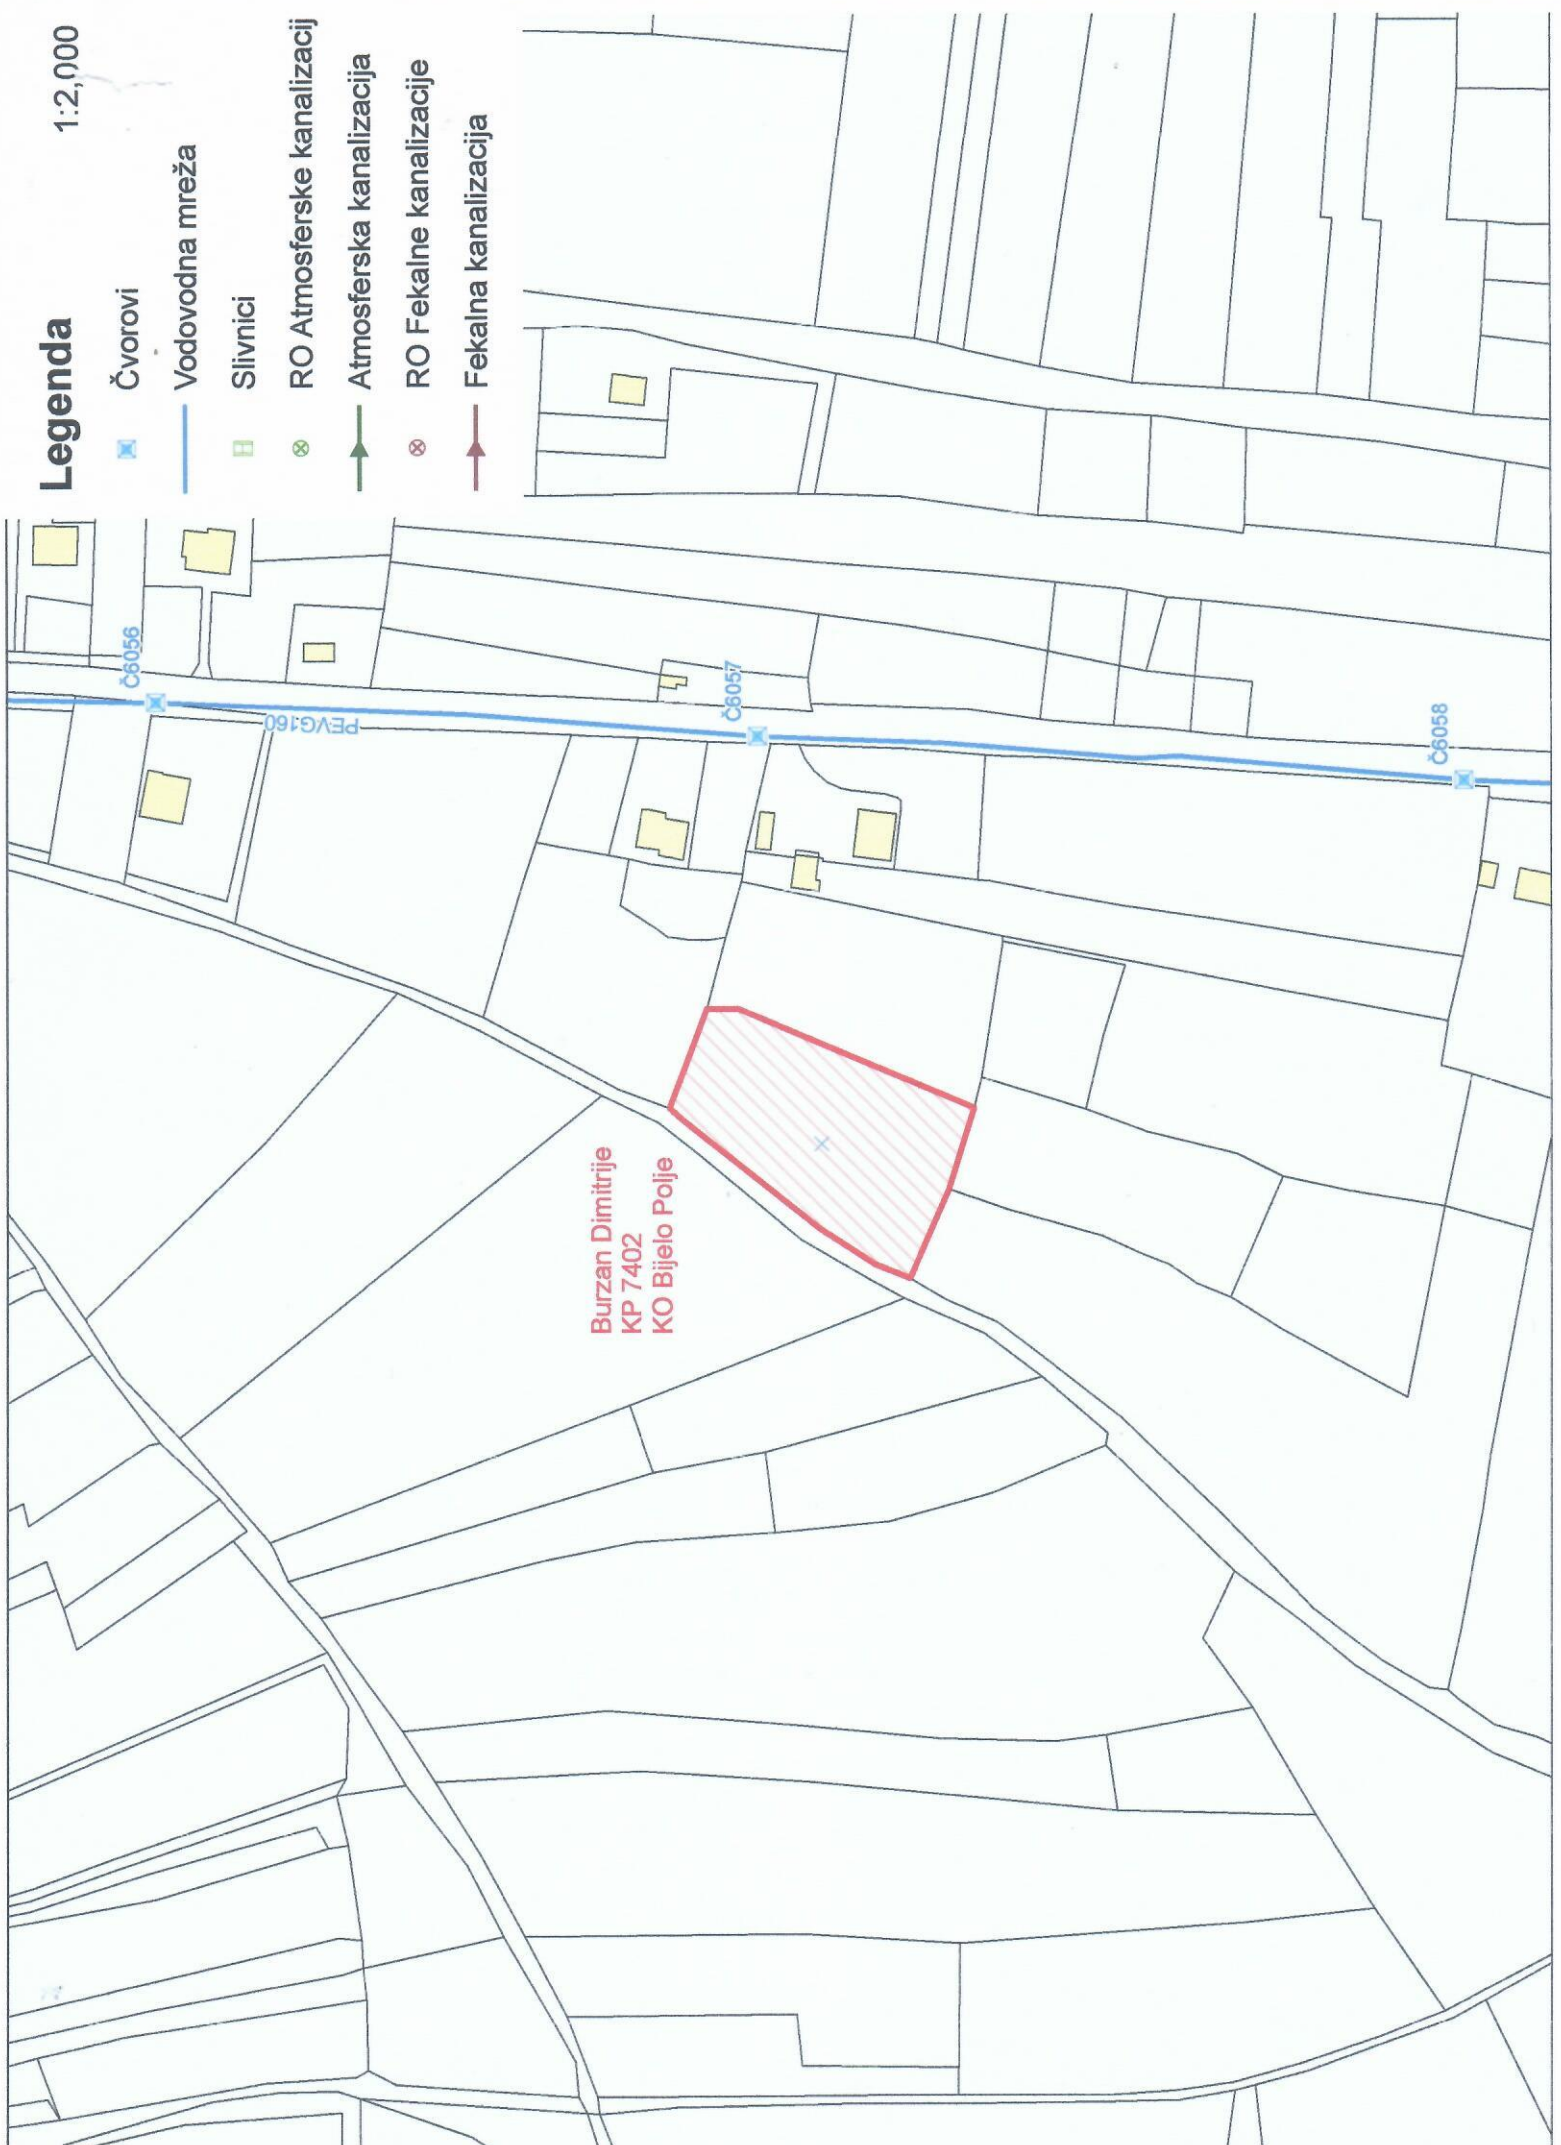 Legenda
1:2,000
Čvorovi
Vodovodna mreža
Slivnici
RO Atmosferske kanalizacij
Atmosferska kanalizacija
RO Fekalne kanalizacije
Fekalna kanalizacija
Č6056
PEVG160
Č6057
Č6058
Burzan Dimitrije
KP 7402
KO Bijelo Polje